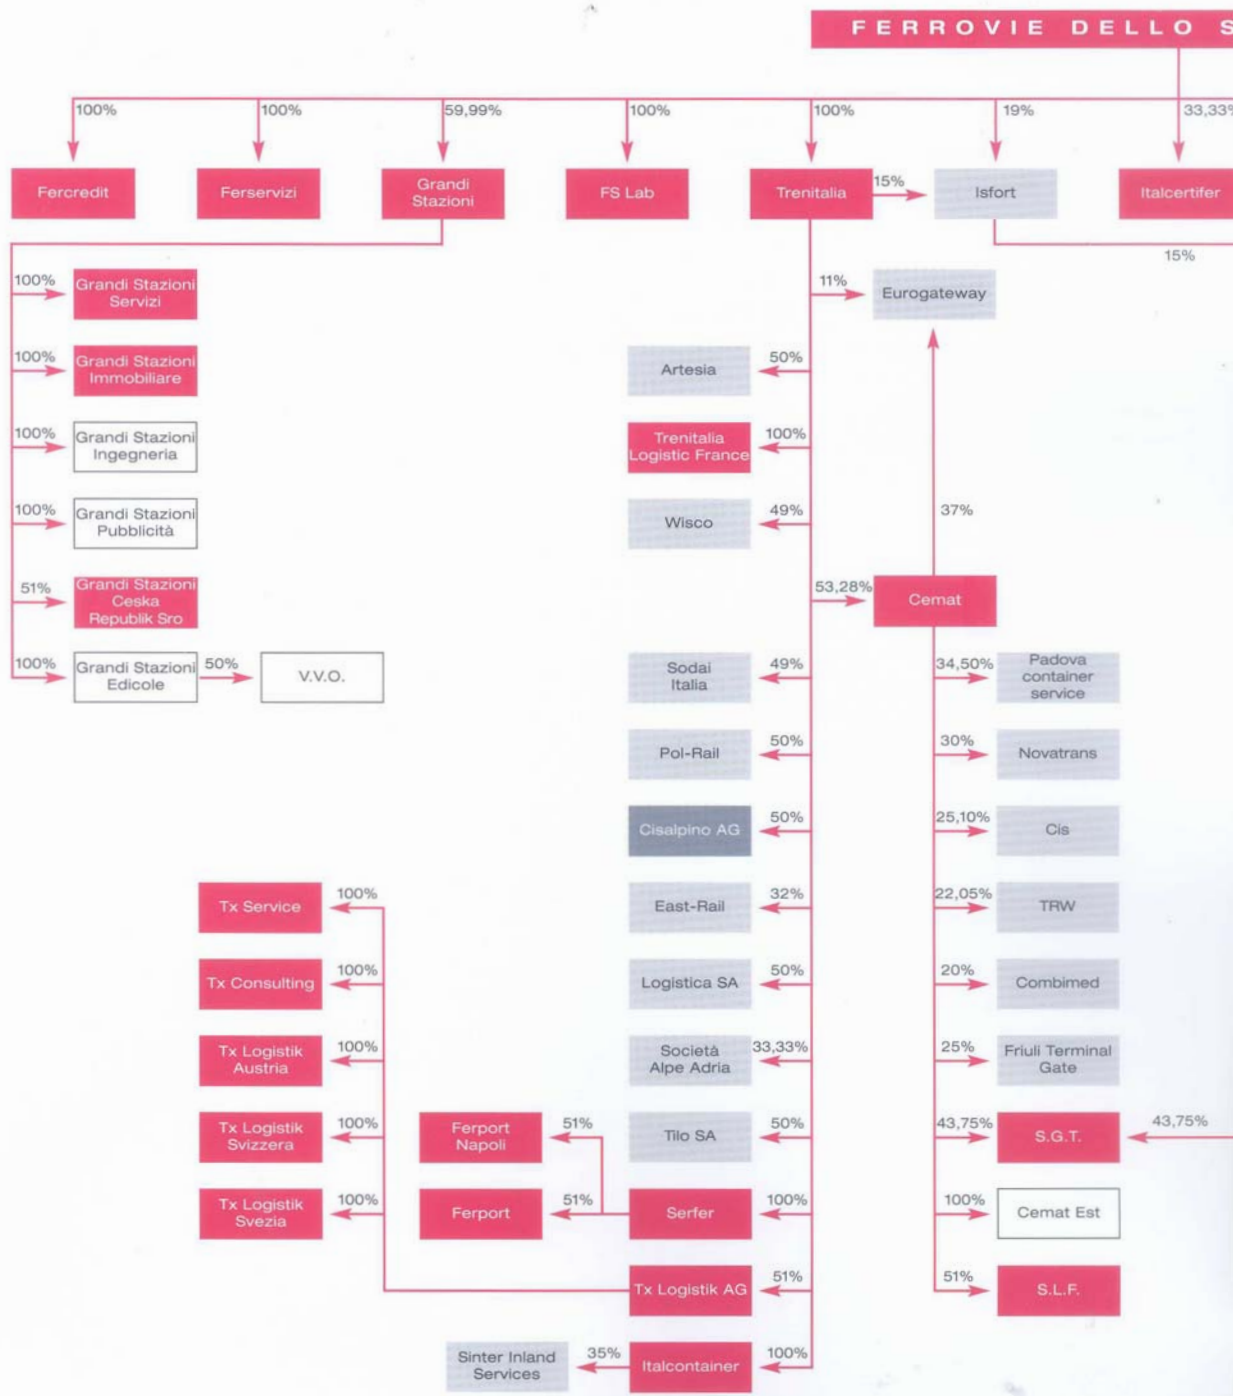 FERROVIE DELLO S
100%
100%
59,99%
100%
100%
19%
33,33%
Fercredit
Ferservizi
Grandi
Stazioni
FS Lab
Trenitalia
15%
Isfort
Italcertifer
15%
100%
Grandi Stazioni
Servizi
11%
Eurogateway
100%
Grandi Stazioni
Immobiliare
Artesia
50%
100%
Grandi Stazioni
Ingegneria
Trenitalia
Logistic France
100%
100%
Grandi Stazioni
Pubblicità
Wisco
49%
37%
51%
Grandi Stazioni
Ceska
Republik Sro
53,28%
Cemat
100%
Grandi Stazioni
Edicole
50%
V.V.O.
Sodai
Italia
49%
34,50%
Padova
container
service
Pol-Rail
50%
30%
Novatrans
Cisalpino AG
50%
25,10%
Cis
Tx Service
100%
East-Rail
32%
22,05%
TRW
Tx Consulting
100%
Logistica SA
50%
20%
Combimed
Tx Logistik
Austria
100%
Società
Alpe Adria
33,33%
25%
Friuli Terminal
Gate
Tx Logistik
Svizzera
100%
Ferport
Napoli
51%
Tilo SA
50%
43,75%
S.G.T.
43,75%
Tx Logistik
Svezia
100%
Ferport
51%
Serfer
100%
100%
Cemat Est
Tx Logistik AG
51%
51%
S.L.F.
Sinter Inland
Services
35%
Italcontainer
100%